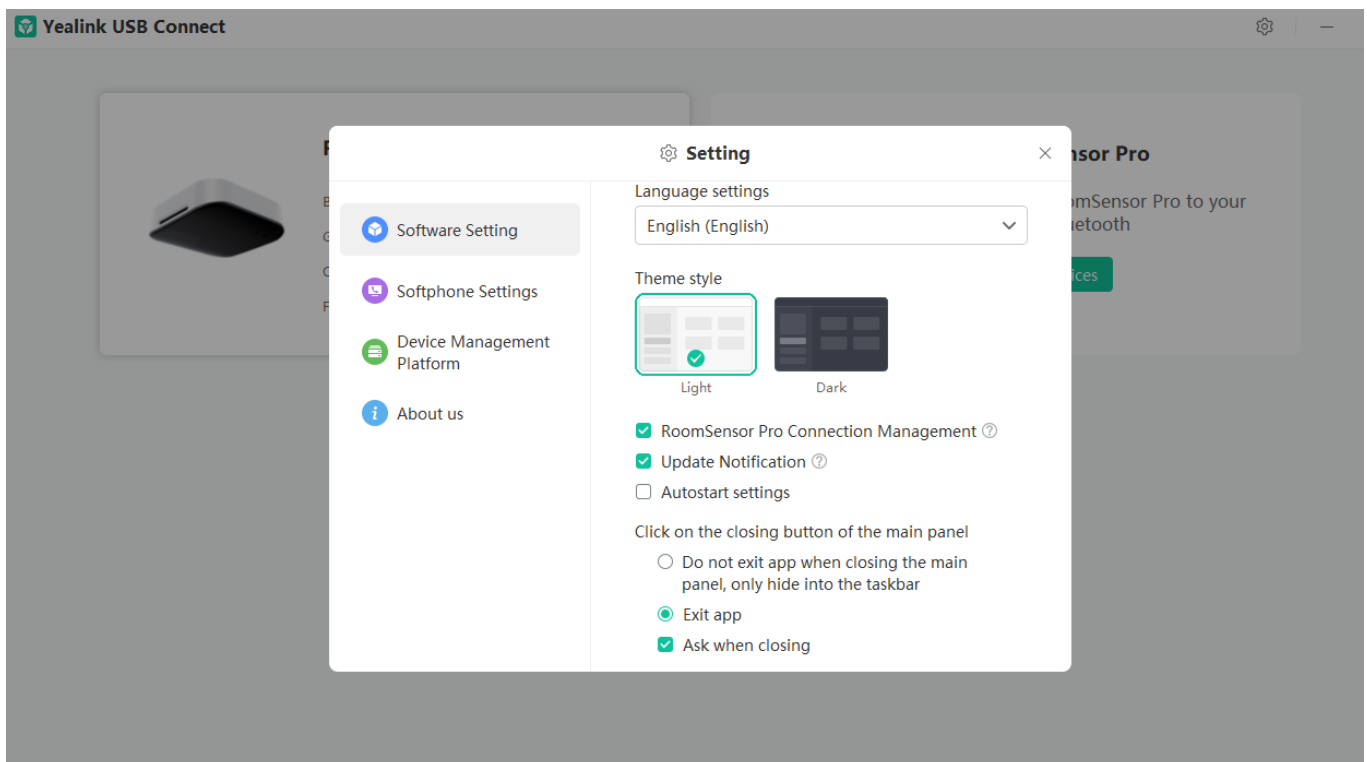 Yealink USB Connect
Setting
nsor Pro
omSensor Pro to your
uetooth
ices
Software Setting
Softphone Settings
Device Management
Platform
About us
Language settings
English (English)
Theme style
Light
Dark
RoomSensor Pro Connection Management
Update Notification
Autostart settings
Click on the closing button of the main panel
Do not exit app when closing the main
panel, only hide into the taskbar
Exit app
Ask when closing